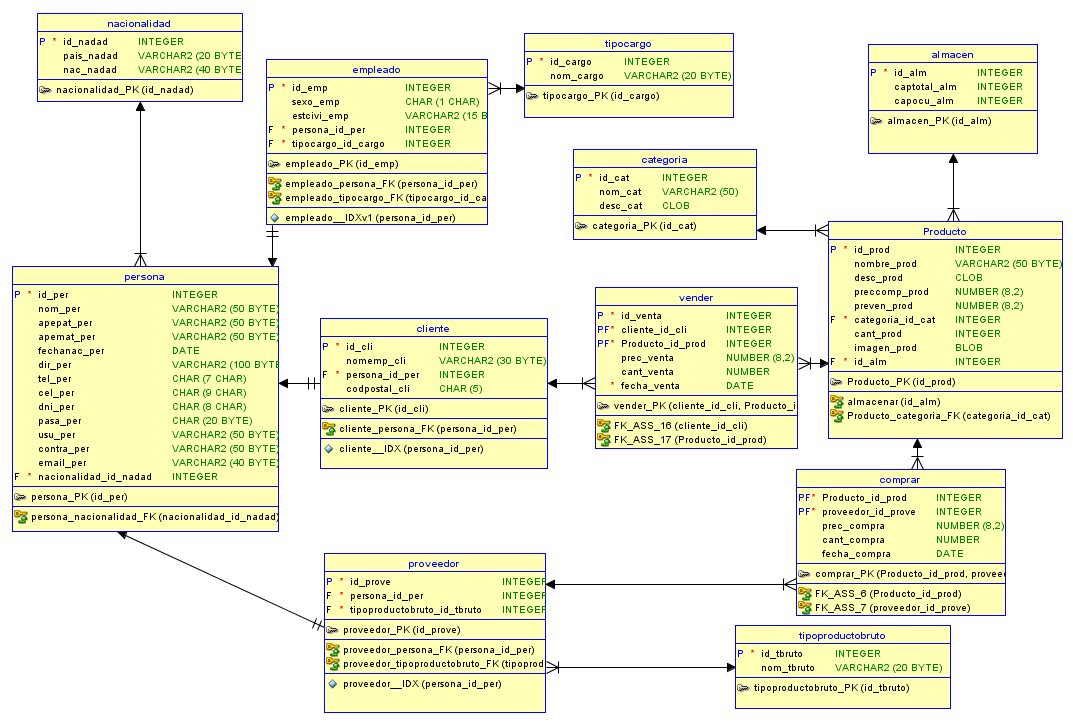 nacionalidad
P * id_nadad INTEGER
pais_nadad VARCHAR2 (20 BYTE
nac_nadad VARCHAR2 (40 BYTE
nacionalidad_PK (id_nadad)
empleado
P * id_emp INTEGER
sexo_emp CHAR (1 CHAR)
estcivi_emp VARCHAR2 (15 B
F * persona_id_per INTEGER
F * tipocargo_id_cargo INTEGER
empleado_PK (id_emp)
empleado_persona_FK (persona_id_per)
empleado_tipocargo_FK (tipocargo_id_ca
empleado__IDXv1 (persona_id_per)
tipocargo
P * id_cargo INTEGER
nom_cargo VARCHAR2 (20 BYTE)
tipocargo_PK (id_cargo)
almacen
P * id_alm INTEGER
captotal_alm INTEGER
capocu_alm INTEGER
almacen_PK (id_alm)
categoria
P * id_cat INTEGER
nom_cat VARCHAR2 (50)
desc_cat CLOB
categoria_PK (id_cat)
Producto
P * id_prod INTEGER
nombre_prod VARCHAR2 (50 BYTE)
desc_prod CLOB
preccomp_prod NUMBER (8,2)
preven_prod NUMBER (8,2)
F * categoria_id_cat INTEGER
cant_prod INTEGER
imagen_prod BLOB
F * id_alm INTEGER
Producto_PK (id_prod)
almacenar (id_alm)
Producto_categoria_FK (categoria_id_cat)
persona
P * id_per INTEGER
nom_per VARCHAR2 (50 BYTE)
apepat_per VARCHAR2 (50 BYTE)
apemat_per VARCHAR2 (50 BYTE)
fechanac_per DATE
dir_per VARCHAR2 (100 BYTE
tel_per CHAR (7 CHAR)
cel_per CHAR (9 CHAR)
dni_per CHAR (8 CHAR)
pasa_per CHAR (20 BYTE)
usu_per VARCHAR2 (50 BYTE)
contra_per VARCHAR2 (50 BYTE)
email_per VARCHAR2 (40 BYTE)
F * nacionalidad_id_nadad INTEGER
persona_PK (id_per)
persona_nacionalidad_FK (nacionalidad_id_nadad)
cliente
P * id_cli INTEGER
nomemp_cli VARCHAR2 (30 BYTE)
F * persona_id_per INTEGER
codpostal_cli CHAR (5)
cliente_PK (id_cli)
cliente_persona_FK (persona_id_per)
cliente__IDX (persona_id_per)
vender
P * id_venta INTEGER
PF* cliente_id_cli INTEGER
PF* Producto_id_prod INTEGER
prec_venta NUMBER (8,2)
cant_venta NUMBER
* fecha_venta DATE
vender_PK (cliente_id_cli, Producto_i
FK_ASS_16 (cliente_id_cli)
FK_ASS_17 (Producto_id_prod)
comprar
PF* Producto_id_prod INTEGER
PF* proveedor_id_prove INTEGER
prec_compra NUMBER (8,2)
cant_compra NUMBER
fecha_compra DATE
comprar_PK (Producto_id_prod, provee
FK_ASS_6 (Producto_id_prod)
FK_ASS_7 (proveedor_id_prove)
proveedor
P * id_prove INTEGER
F * persona_id_per INTEGER
F * tipoproductobruto_id_tbruto INTEGER
proveedor_PK (id_prove)
proveedor_persona_FK (persona_id_per)
proveedor_tipoproductobruto_FK (tipoprod
proveedor__IDX (persona_id_per)
tipoproductobruto
P * id_tbruto INTEGER
nom_tbruto VARCHAR2 (20 BYTE)
tipoproductobruto_PK (id_tbruto)